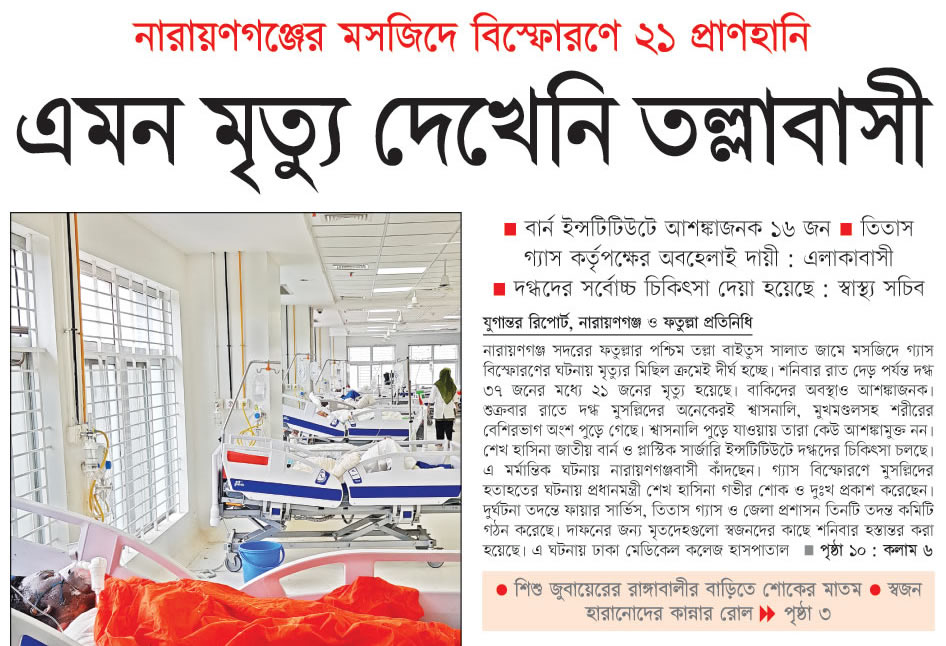 নারায়ণগঞ্জের মসজিদে বিস্ফোরণে ২১ প্রাণহানি
এমন মৃত্যু দেখেনি তল্লাবাসী
■ বার্ন ইন্সটিটিউটে আশঙ্কাজনক ১৬ জন ■ তিতাস
গ্যাস কর্তৃপক্ষের অবহেলাই দায়ী : এলাকাবাসী
■ দগ্ধদের সর্বোচ্চ চিকিৎসা দেয়া হয়েছে : স্বাস্থ্য সচিব
যুগান্তর রিপোর্ট, নারায়ণগঞ্জ ও ফতুল্লা প্রতিনিধি
নারায়ণগঞ্জ সদরের ফতুল্লার পশ্চিম তল্লা বাইতুস সালাত জামে মসজিদে গ্যাস
বিস্ফোরণের ঘটনায় মৃত্যুর মিছিল ক্রমেই দীর্ঘ হচ্ছে। শনিবার রাত দেড় পর্যন্ত দগ্ধ
৩৭ জনের মধ্যে ২১ জনের মৃত্যু হয়েছে। বাকিদের অবস্থাও আশঙ্কাজনক।
শুক্রবার রাতে দগ্ধ মুসল্লিদের অনেকেরই শ্বাসনালি, মুখমণ্ডলসহ শরীরের
বেশিরভাগ অংশ পুড়ে গেছে। শ্বাসনালি পুড়ে যাওয়ায় তারা কেউ আশঙ্কামুক্ত নন।
শেখ হাসিনা জাতীয় বার্ন ও প্লাস্টিক সার্জারি ইন্সটিটিউটে দগ্ধদের চিকিৎসা চলছে।
এ মর্মান্তিক ঘটনায় নারায়ণগঞ্জবাসী কাঁদছেন। গ্যাস বিস্ফোরণে মুসল্লিদের
হতাহতের ঘটনায় প্রধানমন্ত্রী শেখ হাসিনা গভীর শোক ও দুঃখ প্রকাশ করেছেন।
দুর্ঘটনা তদন্তে ফায়ার সার্ভিস, তিতাস গ্যাস ও জেলা প্রশাসন তিনটি তদন্ত কমিটি
গঠন করেছে। দাফনের জন্য মৃতদেহগুলো স্বজনদের কাছে শনিবার হস্তান্তর করা
হয়েছে। এ ঘটনায় ঢাকা মেডিকেল কলেজ হাসপাতাল ■ পৃষ্ঠা ১০ : কলাম ৬
● শিশু জুবায়েরের রাঙ্গাবালীর বাড়িতে শোকের মাতম ● স্বজন
হারানোদের কান্নার রোল ▶▶ পৃষ্ঠা ৩